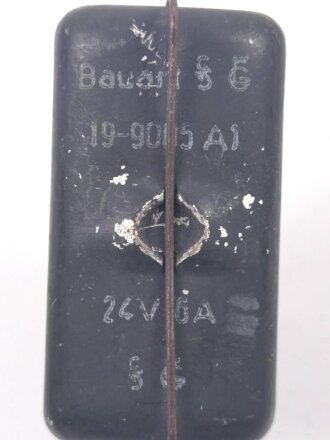 Bauart § G
19-9005 A1
24V 6A
§ G